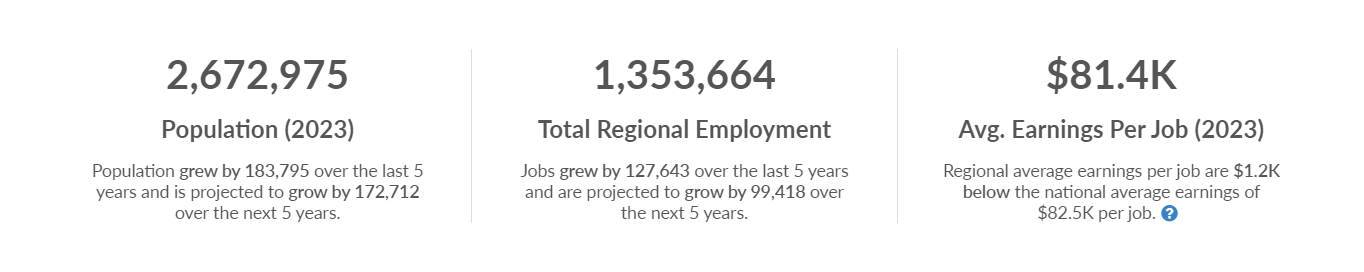 2,672,975
Population (2023)
Population grew by 183,795 over the last 5
years and is projected to grow by 172,712
over the next 5 years.
1,353,664
Total Regional Employment
Jobs grew by 127,643 over the last 5 years
and are projected to grow by 99,418 over
the next 5 years.
$81.4K
Avg. Earnings Per Job (2023)
Regional average earnings per job are $1.2K
below the national average earnings of
$82.5K per job. ?